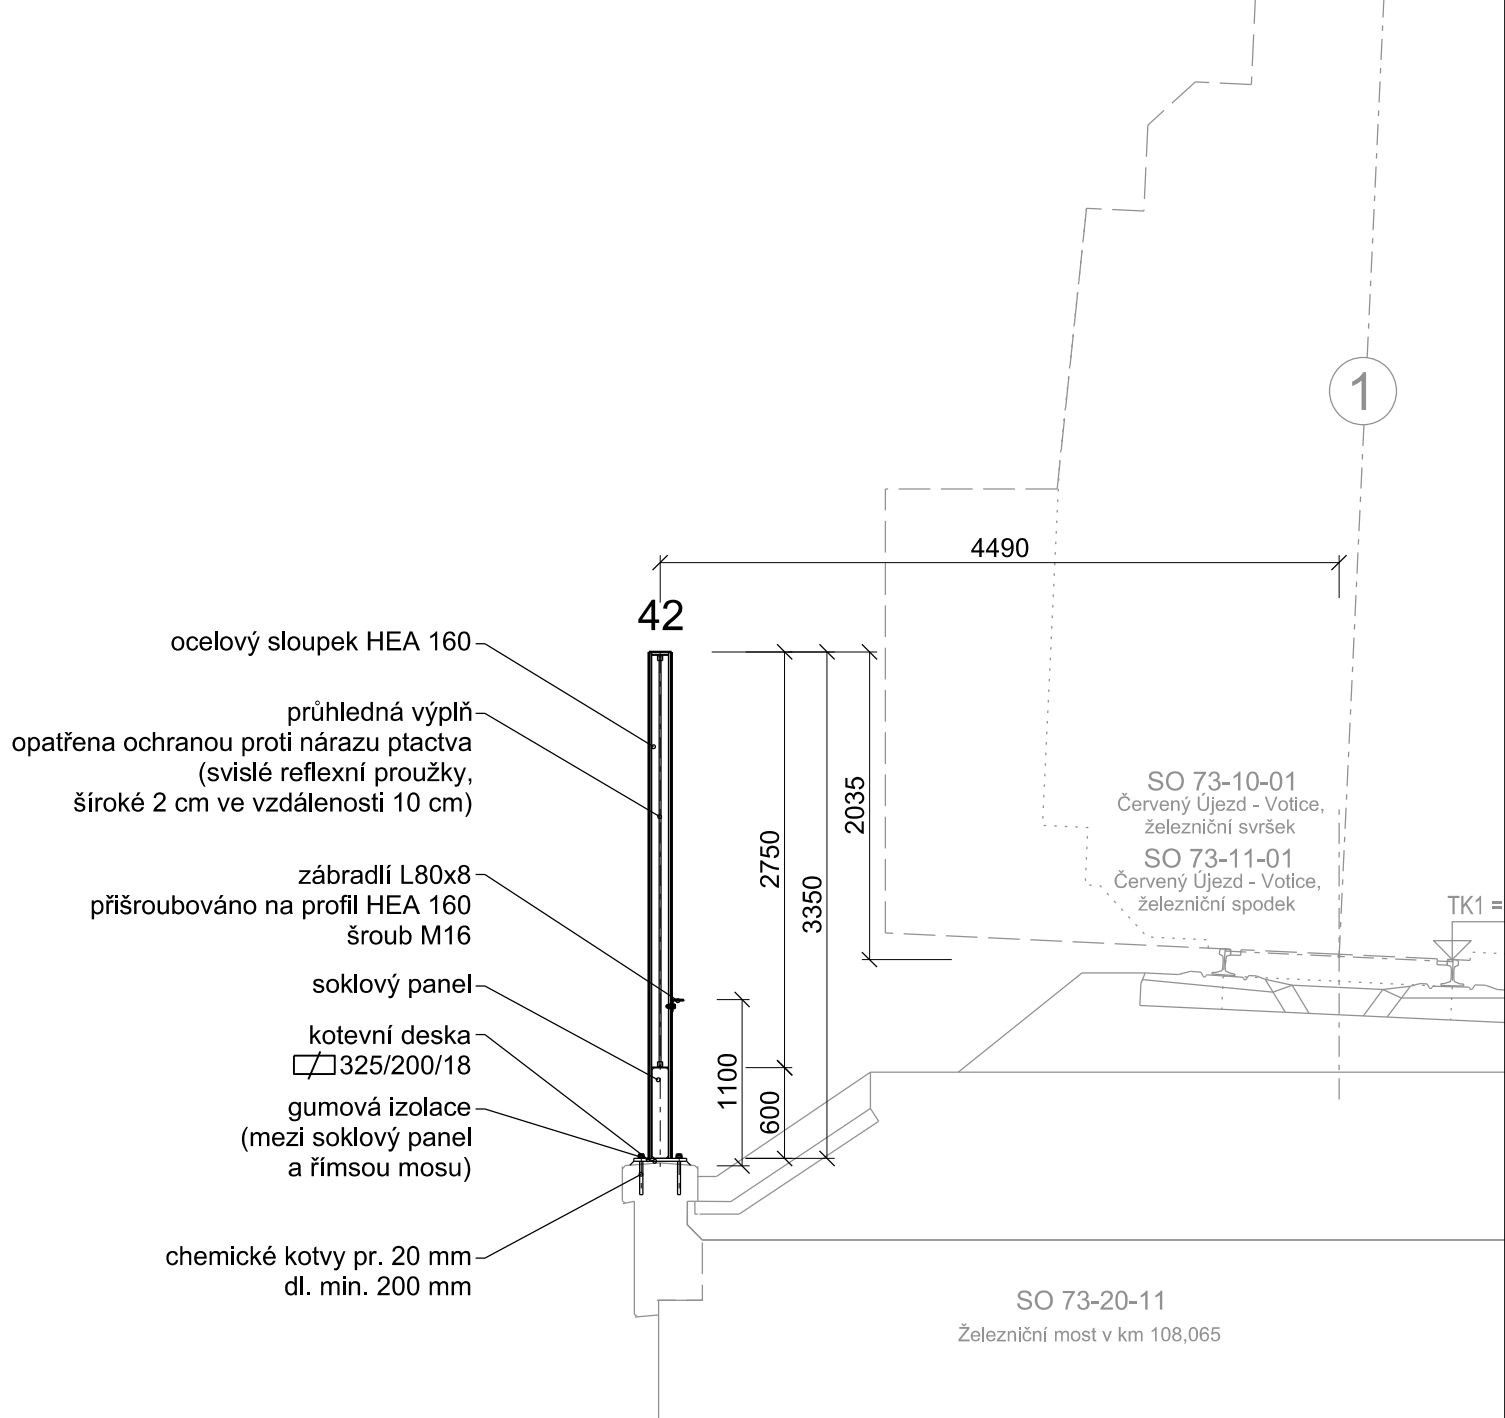 1
4490
42
ocelový sloupek HEA 160
průhledná výplň
opatřena ochranou proti nárazu ptactva
(svislé reflexní proužky,
šíroké 2 cm ve vzdálenosti 10 cm)
zábradlí L80x8
přišroubováno na profil HEA 160
šroub M16
soklový panel
kotevní deska
325/200/18
gumová izolace
(mezi soklový panel
a římsou mosu)
chemické kotvy pr. 20 mm
dl. min. 200 mm
2750
3350
2035
1100
600
SO 73-10-01
Červený Újezd - Votice,
železniční svršek
SO 73-11-01
Červený Újezd - Votice,
železniční spodek
TK1 =
SO 73-20-11
Železniční most v km 108,065